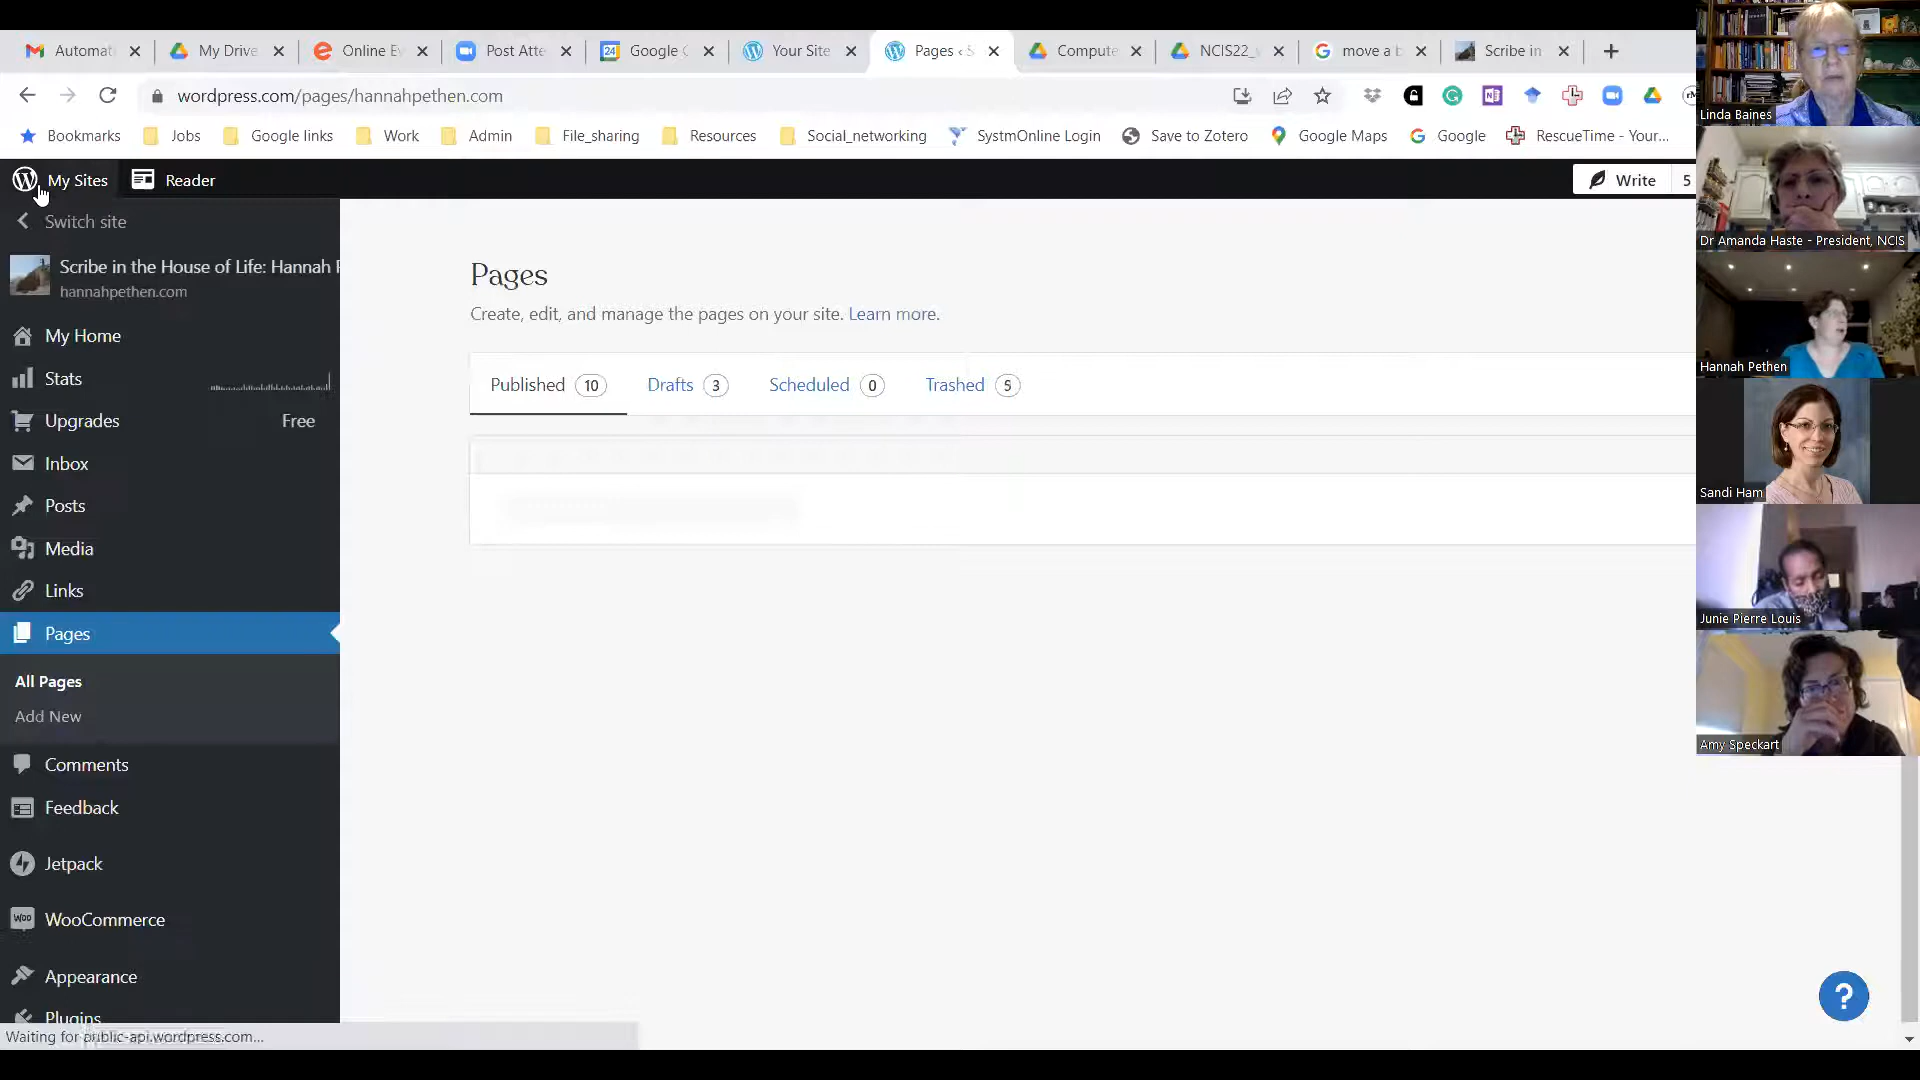 Automat
My Drive
Online Ev
Post Atte
24
Google C
Your Site
Pages ‹ S
Compute
NCIS22_
move a b
Scribe in
wordpress.com/pages/hannahpethen.com
Bookmarks
Jobs
Google links
Work
Admin
File_sharing
Resources
Social_networking
SystmOnline Login
Save to Zotero
Google Maps
Google
RescueTime - Your...
My Sites
Reader
Write
5
Switch site
Scribe in the House of Life: Hannah P
hannahpethen.com
My Home
Stats
Upgrades
Free
Inbox
Posts
Media
Links
Pages
All Pages
Add New
Comments
Feedback
Jetpack
Woo
WooCommerce
Appearance
Plugins
Waiting for public-api.wordpress.com...
Pages
Create, edit, and manage the pages on your site. Learn more.
Published 10
Drafts 3
Scheduled 0
Trashed 5
?
Linda Baines
Dr Amanda Haste - President, NCIS
Hannah Pethen
Sandi Ham
Junie Pierre Louis
Amy Speckart